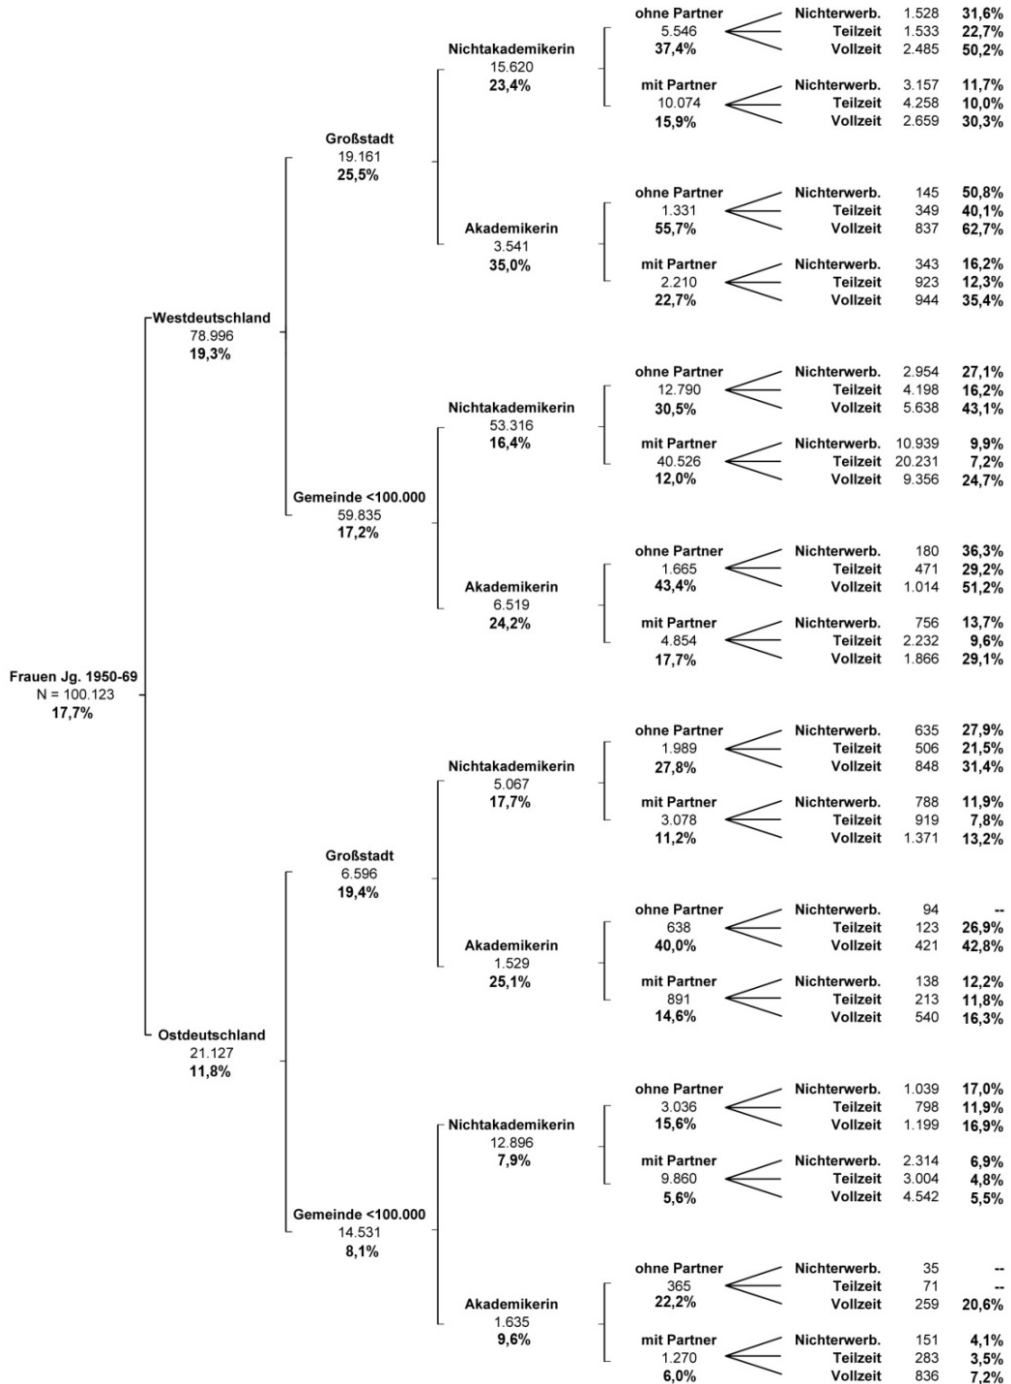 Frauen Jg. 1950-69
N = 100.123
17,7%
Westdeutschland
78.996
19,3%
Großstadt
19.161
25,5%
Nichtakademikerin
15.620
23,4%
ohne Partner
5.546
37,4%
Nichterwerb. 1.528 31,6%
Teilzeit 1.533 22,7%
Vollzeit 2.485 50,2%
mit Partner
10.074
15,9%
Nichterwerb. 3.157 11,7%
Teilzeit 4.258 10,0%
Vollzeit 2.659 30,3%
Akademikerin
3.541
35,0%
ohne Partner
1.331
55,7%
Nichterwerb. 145 50,8%
Teilzeit 349 40,1%
Vollzeit 837 62,7%
mit Partner
2.210
22,7%
Nichterwerb. 343 16,2%
Teilzeit 923 12,3%
Vollzeit 944 35,4%
Gemeinde <100.000
59.835
17,2%
Nichtakademikerin
53.316
16,4%
ohne Partner
12.790
30,5%
Nichterwerb. 2.954 27,1%
Teilzeit 4.198 16,2%
Vollzeit 5.638 43,1%
mit Partner
40.526
12,0%
Nichterwerb. 10.939 9,9%
Teilzeit 20.231 7,2%
Vollzeit 9.356 24,7%
Akademikerin
6.519
24,2%
ohne Partner
1.665
43,4%
Nichterwerb. 180 36,3%
Teilzeit 471 29,2%
Vollzeit 1.014 51,2%
mit Partner
4.854
17,7%
Nichterwerb. 756 13,7%
Teilzeit 2.232 9,6%
Vollzeit 1.866 29,1%
Ostdeutschland
21.127
11,8%
Großstadt
6.596
19,4%
Nichtakademikerin
5.067
17,7%
ohne Partner
1.989
27,8%
Nichterwerb. 635 27,9%
Teilzeit 506 21,5%
Vollzeit 848 31,4%
mit Partner
3.078
11,2%
Nichterwerb. 788 11,9%
Teilzeit 919 7,8%
Vollzeit 1.371 13,2%
Akademikerin
1.529
25,1%
ohne Partner
638
40,0%
Nichterwerb. 94 --
Teilzeit 123 26,9%
Vollzeit 421 42,8%
mit Partner
891
14,6%
Nichterwerb. 138 12,2%
Teilzeit 213 11,8%
Vollzeit 540 16,3%
Gemeinde <100.000
14.531
8,1%
Nichtakademikerin
12.896
7,9%
ohne Partner
3.036
15,6%
Nichterwerb. 1.039 17,0%
Teilzeit 798 11,9%
Vollzeit 1.199 16,9%
mit Partner
9.860
5,6%
Nichterwerb. 2.314 6,9%
Teilzeit 3.004 4,8%
Vollzeit 4.542 5,5%
Akademikerin
1.635
9,6%
ohne Partner
365
22,2%
Nichterwerb. 35 --
Teilzeit 71 --
Vollzeit 259 20,6%
mit Partner
1.270
6,0%
Nichterwerb. 151 4,1%
Teilzeit 283 3,5%
Vollzeit 836 7,2%